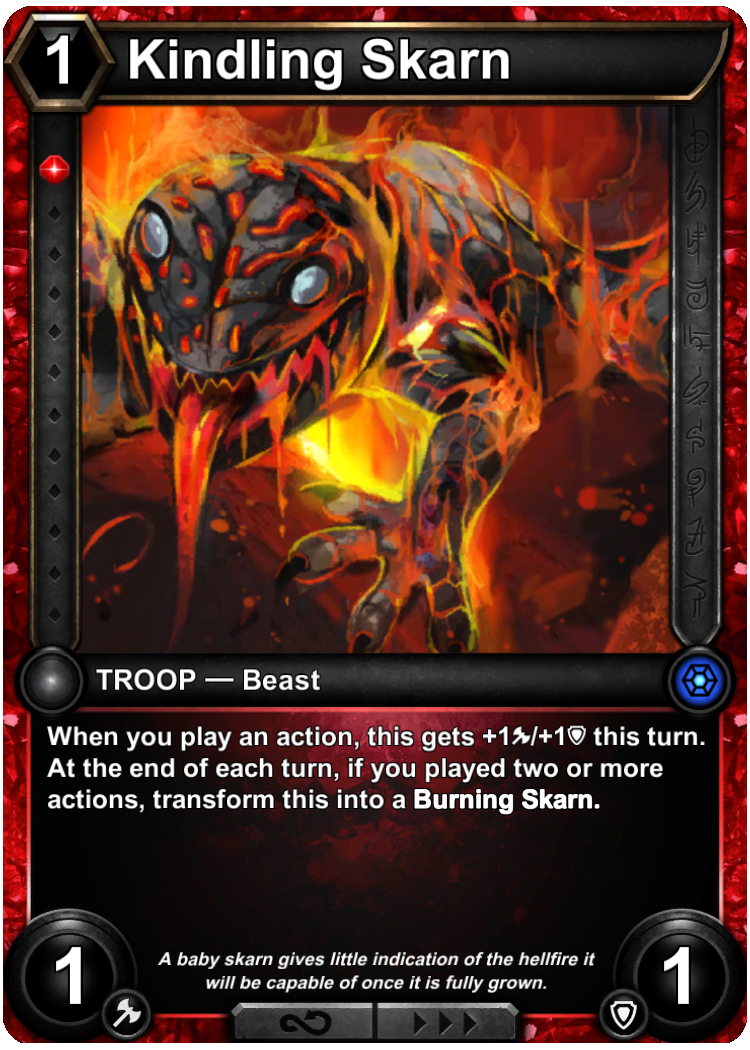 1 Kindling Skarn
TROOP — Beast
When you play an action, this gets +1/+1 this turn.
At the end of each turn, if you played two or more
actions, transform this into a Burning Skarn.
A baby skarn gives little indication of the hellfire it
will be capable of once it is fully grown.
1
1